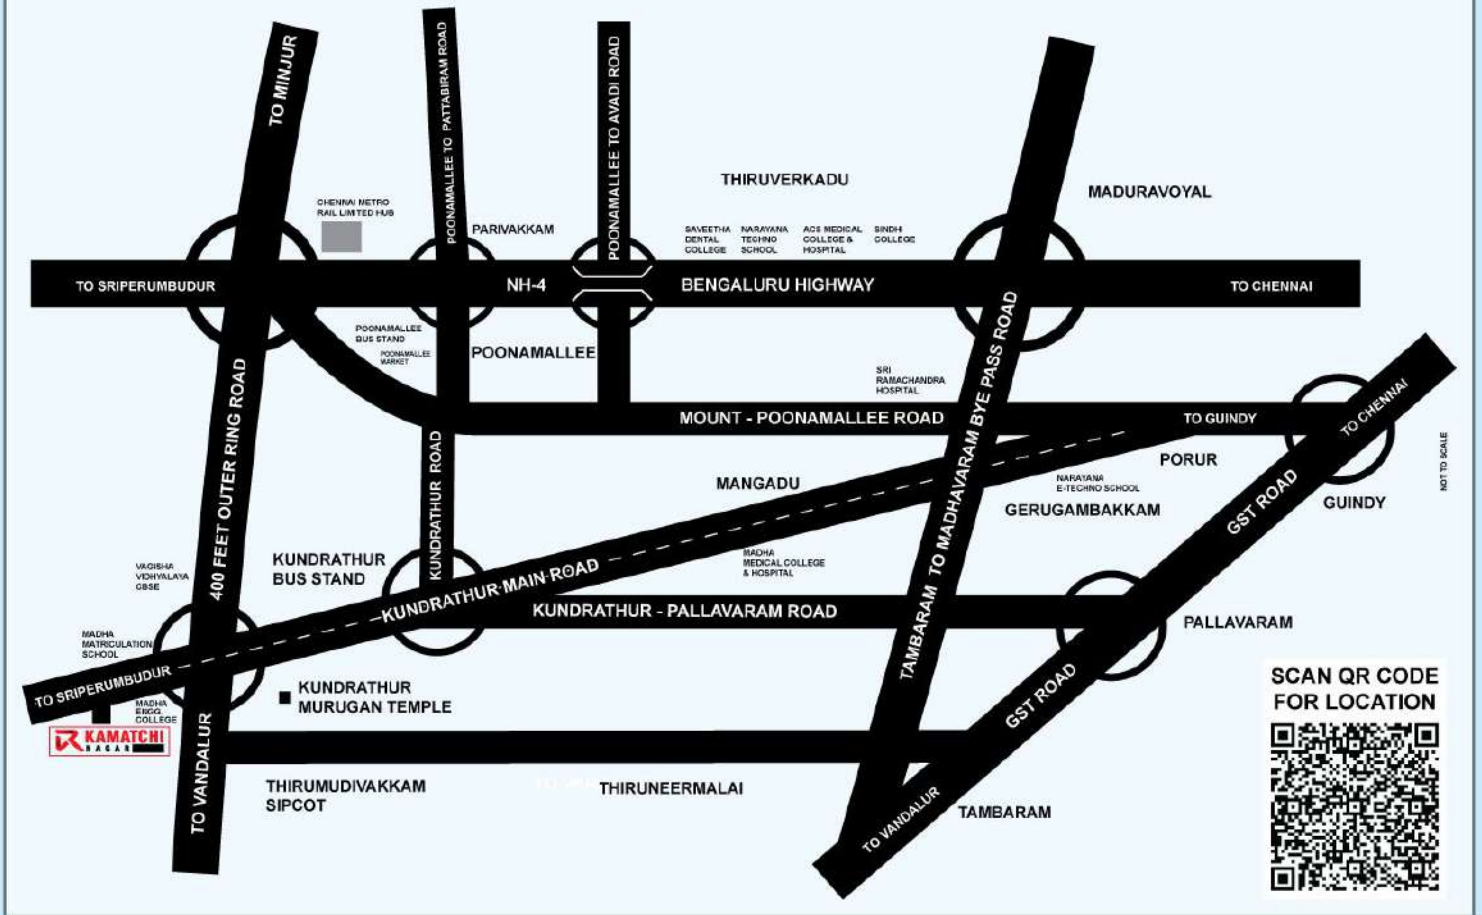 TO MINJUR
POONAMALLEE TO PATTABIRAM ROAD
POONAMALLEE TO AVADI ROAD
THIRUVERKADU
MADURAVOYAL
CHENNAI METRO
RAIL LIMITED HUB
PARIVAKKAM
SAVEETHA
DENTAL
COLLEGE
NARAYANA
TECHNO
SCHOOL
ACS MEDICAL
COLLEGE &
HOSPITAL
SINDHI
COLLEGE
TO SRIPERUMBUDUR
NH-4
BENGALURU HIGHWAY
TO CHENNAI
POONAMALLEE
BUS STAND
POONAMALLEE
MARKET
POONAMALLEE
SRI
RAMACHANDRA
HOSPITAL
400 FEET OUTER RING ROAD
KUNDRATHUR ROAD
MOUNT - POONAMALLEE ROAD
TO GUINDY
TO CHENNAI
TAMBARAM TO MADHAVARAM BYE PASS ROAD
PORUR
MANGADU
NARAYANA
E-TECHNO SCHOOL
GERUGAMBAKKAM
GST ROAD
GUINDY
NOT TO SCALE
KUNDRATHUR
BUS STAND
MADHA
MEDICAL COLLEGE
& HOSPITAL
VAGISHA
VIDHYALAYA
CBSE
KUNDRATHUR MAIN ROAD
KUNDRATHUR - PALLAVARAM ROAD
PALLAVARAM
MADHA
MATRICULATION
SCHOOL
TO SRIPERUMBUDUR
MADHA
ENGG.
COLLEGE
KUNDRATHUR
MURUGAN TEMPLE
GST ROAD
SCAN QR CODE
FOR LOCATION
KAMATCHI
NAGAR
TO VANDALUR
THIRUMUDIVAKKAM
SIPCOT
THIRUNEERMALAI
TO VANDALUR
TAMBARAM